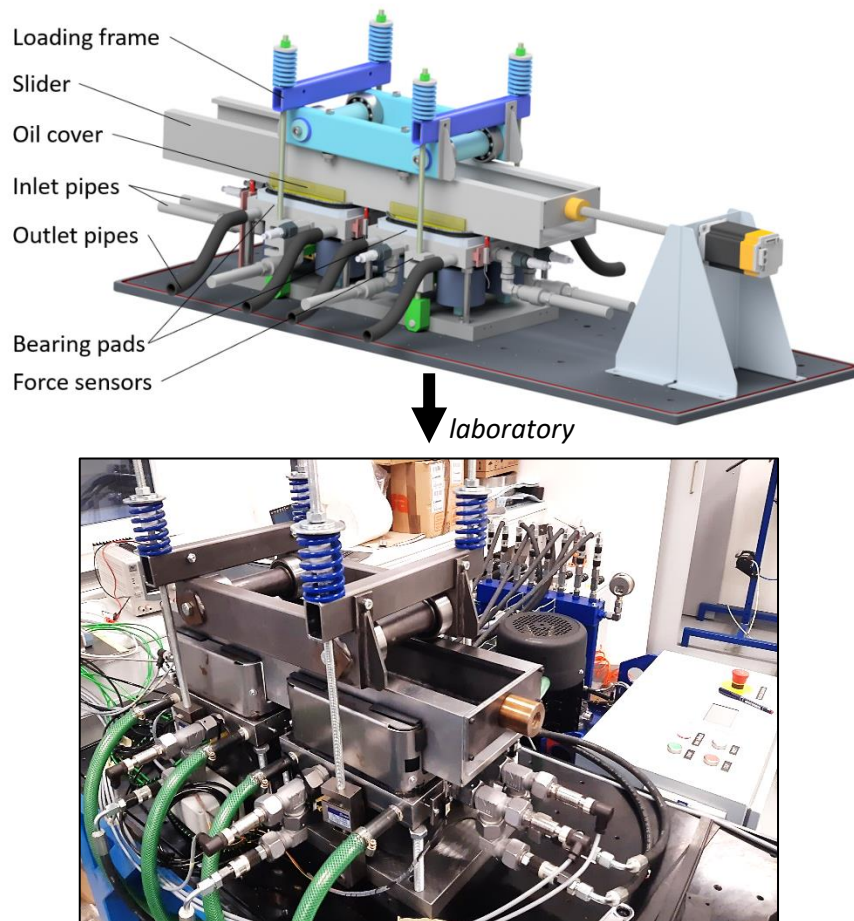 Loading frame
Slider
Oil cover
Inlet pipes
Outlet pipes
Bearing pads
Force sensors
laboratory